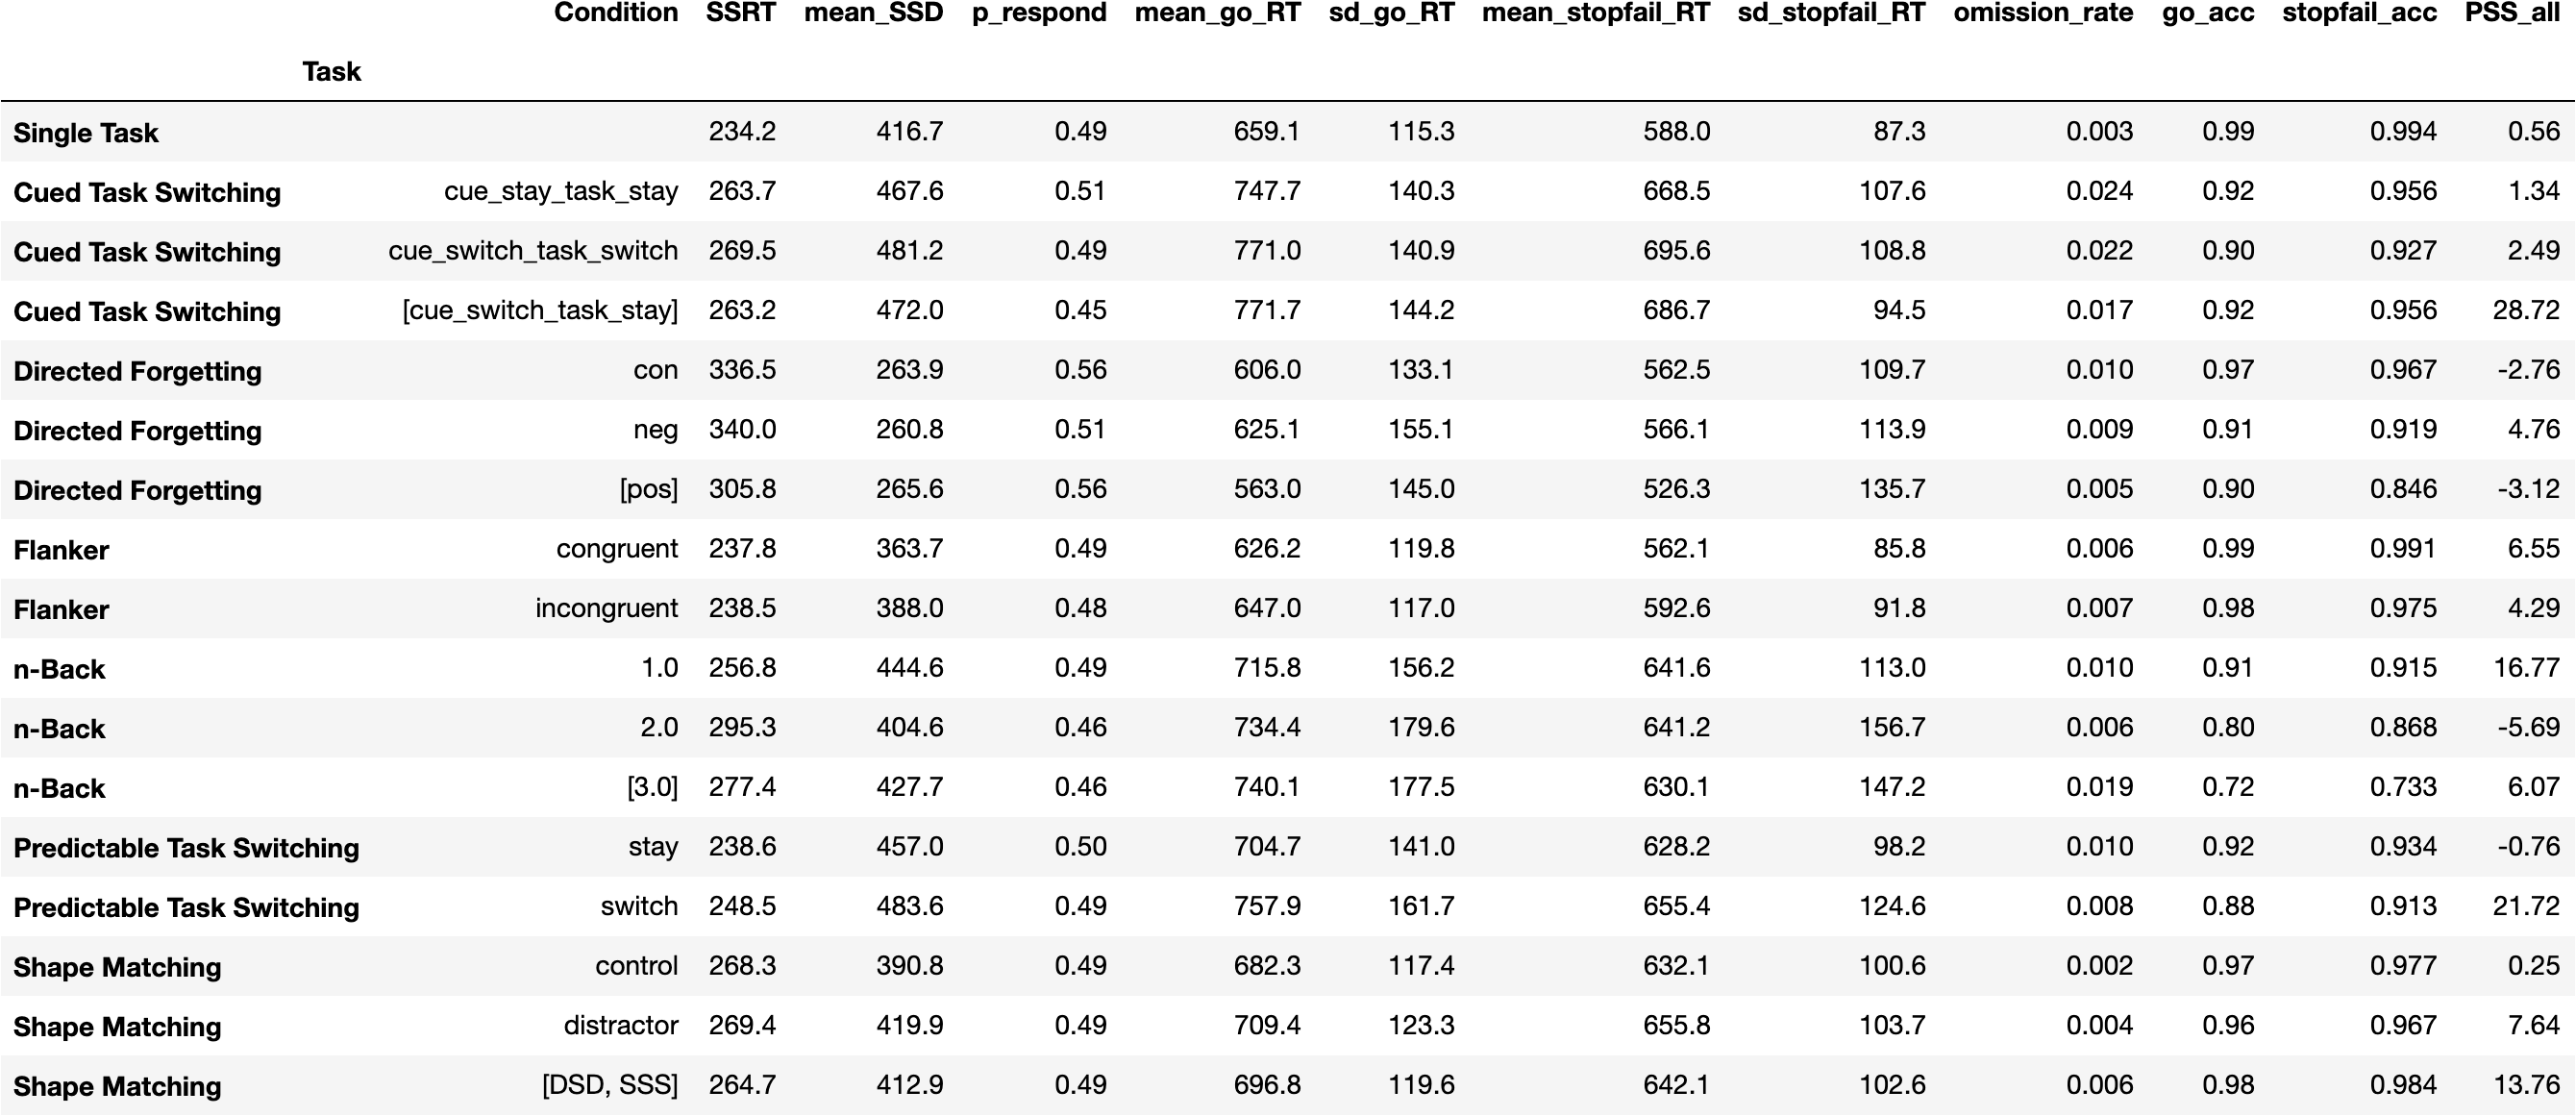 Condition SSRT mean_SSD p_respond mean_go_RT sd_go_RT mean_stopfail_RT sd_stopfail_RT omission_rate go_acc stopfail_acc PSS_all
Task
Single Task 234.2 416.7 0.49 659.1 115.3 588.0 87.3 0.003 0.99 0.994 0.56
Cued Task Switching cue_stay_task_stay 263.7 467.6 0.51 747.7 140.3 668.5 107.6 0.024 0.92 0.956 1.34
Cued Task Switching cue_switch_task_switch 269.5 481.2 0.49 771.0 140.9 695.6 108.8 0.022 0.90 0.927 2.49
Cued Task Switching [cue_switch_task_stay] 263.2 472.0 0.45 771.7 144.2 686.7 94.5 0.017 0.92 0.956 28.72
Directed Forgetting con 336.5 263.9 0.56 606.0 133.1 562.5 109.7 0.010 0.97 0.967 -2.76
Directed Forgetting neg 340.0 260.8 0.51 625.1 155.1 566.1 113.9 0.009 0.91 0.919 4.76
Directed Forgetting [pos] 305.8 265.6 0.56 563.0 145.0 526.3 135.7 0.005 0.90 0.846 -3.12
Flanker congruent 237.8 363.7 0.49 626.2 119.8 562.1 85.8 0.006 0.99 0.991 6.55
Flanker incongruent 238.5 388.0 0.48 647.0 117.0 592.6 91.8 0.007 0.98 0.975 4.29
n-Back 1.0 256.8 444.6 0.49 715.8 156.2 641.6 113.0 0.010 0.91 0.915 16.77
n-Back 2.0 295.3 404.6 0.46 734.4 179.6 641.2 156.7 0.006 0.80 0.868 -5.69
n-Back [3.0] 277.4 427.7 0.46 740.1 177.5 630.1 147.2 0.019 0.72 0.733 6.07
Predictable Task Switching stay 238.6 457.0 0.50 704.7 141.0 628.2 98.2 0.010 0.92 0.934 -0.76
Predictable Task Switching switch 248.5 483.6 0.49 757.9 161.7 655.4 124.6 0.008 0.88 0.913 21.72
Shape Matching control 268.3 390.8 0.49 682.3 117.4 632.1 100.6 0.002 0.97 0.977 0.25
Shape Matching distractor 269.4 419.9 0.49 709.4 123.3 655.8 103.7 0.004 0.96 0.967 7.64
Shape Matching [DSD, SSS] 264.7 412.9 0.49 696.8 119.6 642.1 102.6 0.006 0.98 0.984 13.76